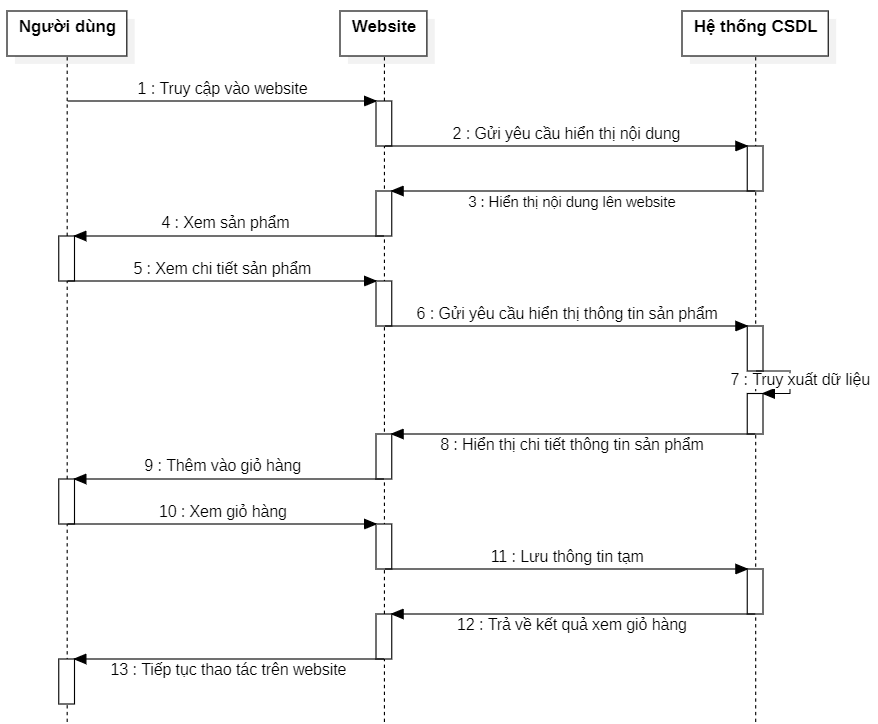 Người dùng
Website
Hệ thống CSDL
1 : Truy cập vào website
2 : Gửi yêu cầu hiển thị nội dung
3 : Hiển thị nội dung lên website
4 : Xem sản phẩm
5 : Xem chi tiết sản phẩm
6 : Gửi yêu cầu hiển thị thông tin sản phẩm
7 : Truy xuất dữ liệu
8 : Hiển thị chi tiết thông tin sản phẩm
9 : Thêm vào giỏ hàng
10 : Xem giỏ hàng
11 : Lưu thông tin tạm
12 : Trả về kết quả xem giỏ hàng
13 : Tiếp tục thao tác trên website